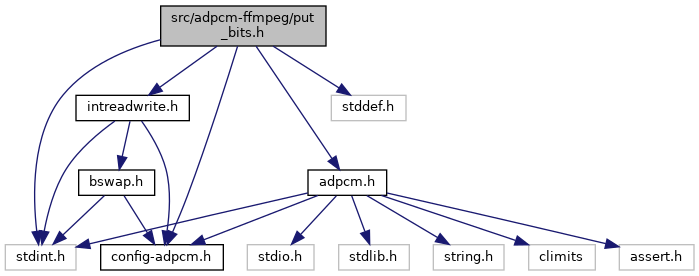 src/adpcm-ffmpeg/put
_bits.h
intreadwrite.h
stddef.h
bswap.h
adpcm.h
stdint.h
config-adpcm.h
stdio.h
stdlib.h
string.h
climits
assert.h